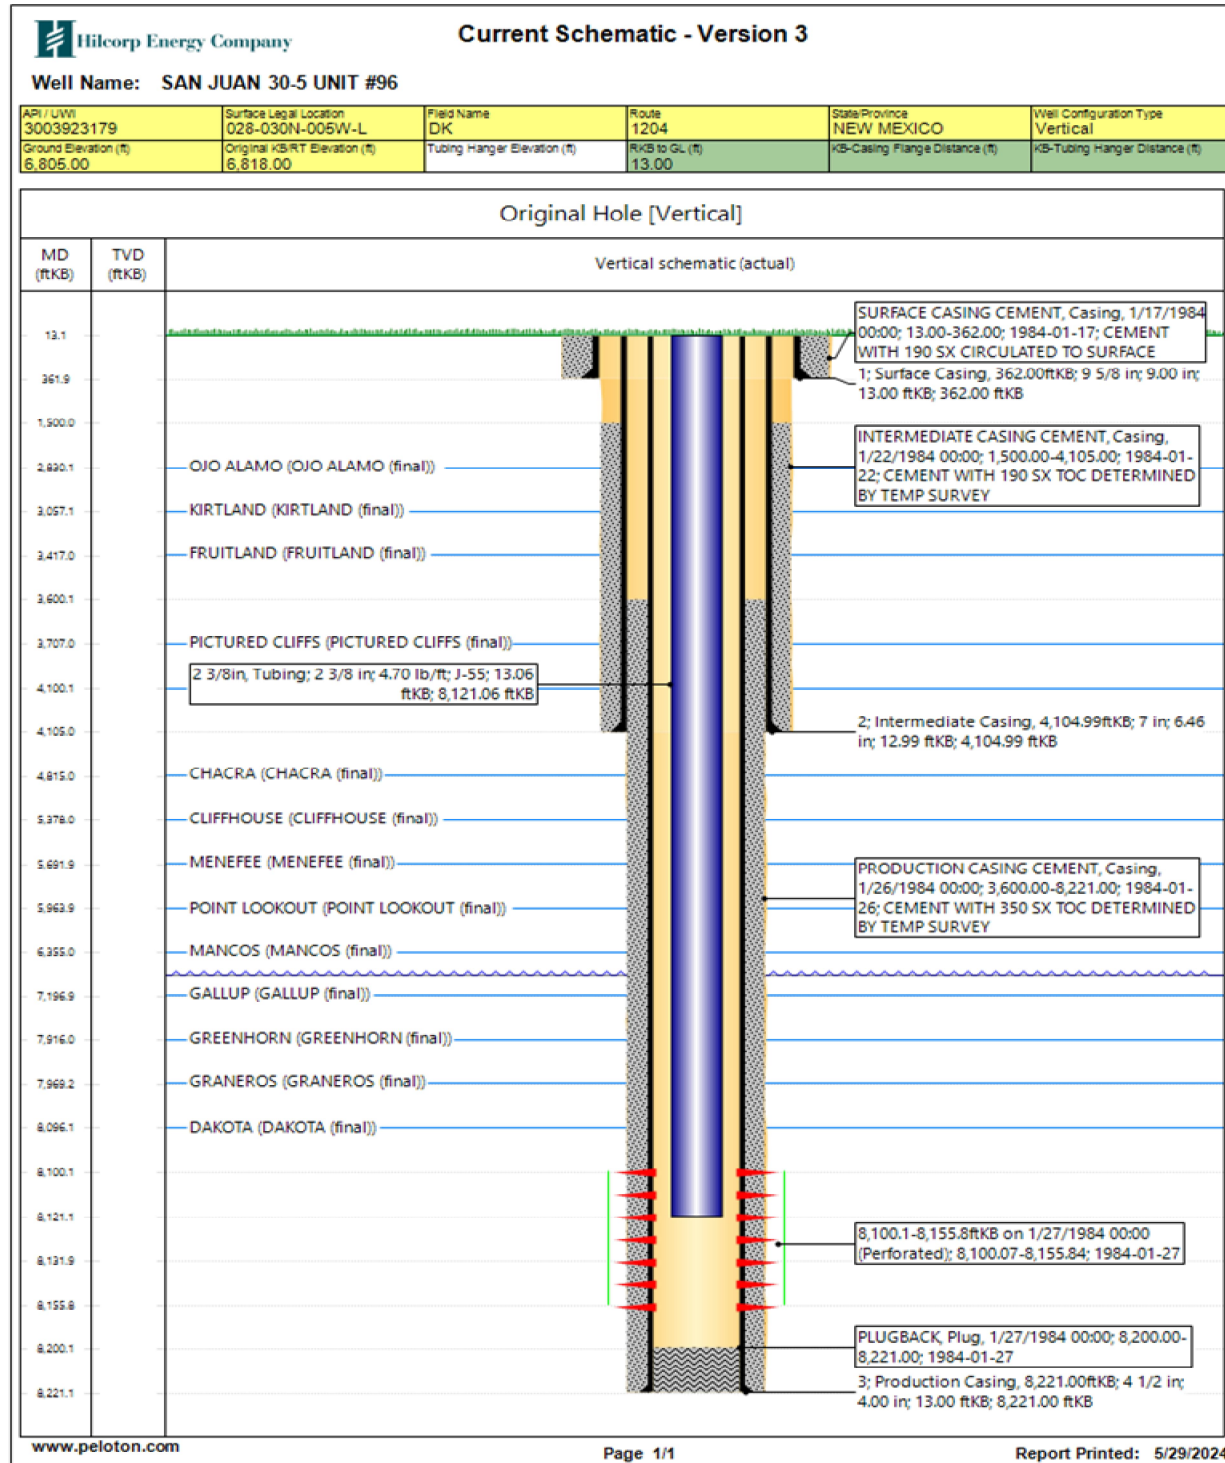 Hilcorp Energy Company
Current Schematic - Version 3
Well Name: SAN JUAN 30-5 UNIT #96
API / UWI
3003923179
Surface Legal Location
028-030N-005W-L
Field Name
DK
Route
1204
State/Province
NEW MEXICO
Well Configuration Type
Vertical
Ground Elevation (ft)
6,805.00
Original KB/RT Elevation (ft)
6,818.00
Tubing Hanger Elevation (ft)
RKB to GL (ft)
13.00
KB-Casing Flange Distance (ft)
KB-Tubing Hanger Distance (ft)
Original Hole [Vertical]
MD
(ftKB)
TVD
(ftKB)
Vertical schematic (actual)
SURFACE CASING CEMENT, Casing, 1/17/1984
00:00; 13.00-362.00; 1984-01-17; CEMENT
WITH 190 SX CIRCULATED TO SURFACE
13.1
361.9
1; Surface Casing, 362.00ftKB; 9 5/8 in; 9.00 in;
13.00 ftKB; 362.00 ftKB
1,500.0
INTERMEDIATE CASING CEMENT, Casing,
1/22/1984 00:00; 1,500.00-4,105.00; 1984-01-
22; CEMENT WITH 190 SX TOC DETERMINED
BY TEMP SURVEY
2,830.1
OJO ALAMO (OJO ALAMO (final))
3,057.1
KIRTLAND (KIRTLAND (final))
3,417.0
FRUITLAND (FRUITLAND (final))
3,600.1
3,707.0
PICTURED CLIFFS (PICTURED CLIFFS (final))
2 3/8in, Tubing; 2 3/8 in; 4.70 lb/ft; J-55; 13.06
ftKB; 8,121.06 ftKB
4,100.1
4,105.0
2; Intermediate Casing, 4,104.99ftKB; 7 in; 6.46
in; 12.99 ftKB; 4,104.99 ftKB
4,815.0
CHACRA (CHACRA (final))
5,378.0
CLIFFHOUSE (CLIFFHOUSE (final))
5,691.9
MENEFEE (MENEFEE (final))
PRODUCTION CASING CEMENT, Casing,
1/26/1984 00:00; 3,600.00-8,221.00; 1984-01-
26; CEMENT WITH 350 SX TOC DETERMINED
BY TEMP SURVEY
5,963.9
POINT LOOKOUT (POINT LOOKOUT (final))
6,355.0
MANCOS (MANCOS (final))
7,196.9
GALLUP (GALLUP (final))
7,916.0
GREENHORN (GREENHORN (final))
7,969.2
GRANEROS (GRANEROS (final))
8,096.1
DAKOTA (DAKOTA (final))
8,100.1
8,121.1
8,131.9
8,100.1-8,155.8ftKB on 1/27/1984 00:00
(Perforated); 8,100.07-8,155.84; 1984-01-27
8,155.8
8,200.1
PLUGBACK, Plug, 1/27/1984 00:00; 8,200.00-
8,221.00; 1984-01-27
8,221.1
3; Production Casing, 8,221.00ftKB; 4 1/2 in;
4.00 in; 13.00 ftKB; 8,221.00 ftKB
www.peloton.com
Page 1/1
Report Printed: 5/29/2024